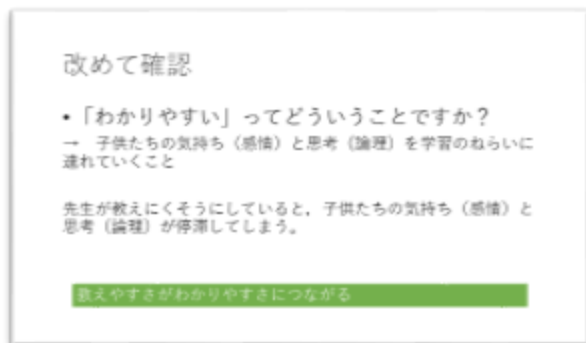 改めて確認
•「わかりやすい」ってどういうことですか？
→　子供たちの気持ち（感情）と思考（論理）を学習のねらいに
連れていくこと
先生が教えにくそうにしていると，子供たちの気持ち（感情）と
思考（論理）が停滞してしまう。
教えやすさがわかりやすさにつながる